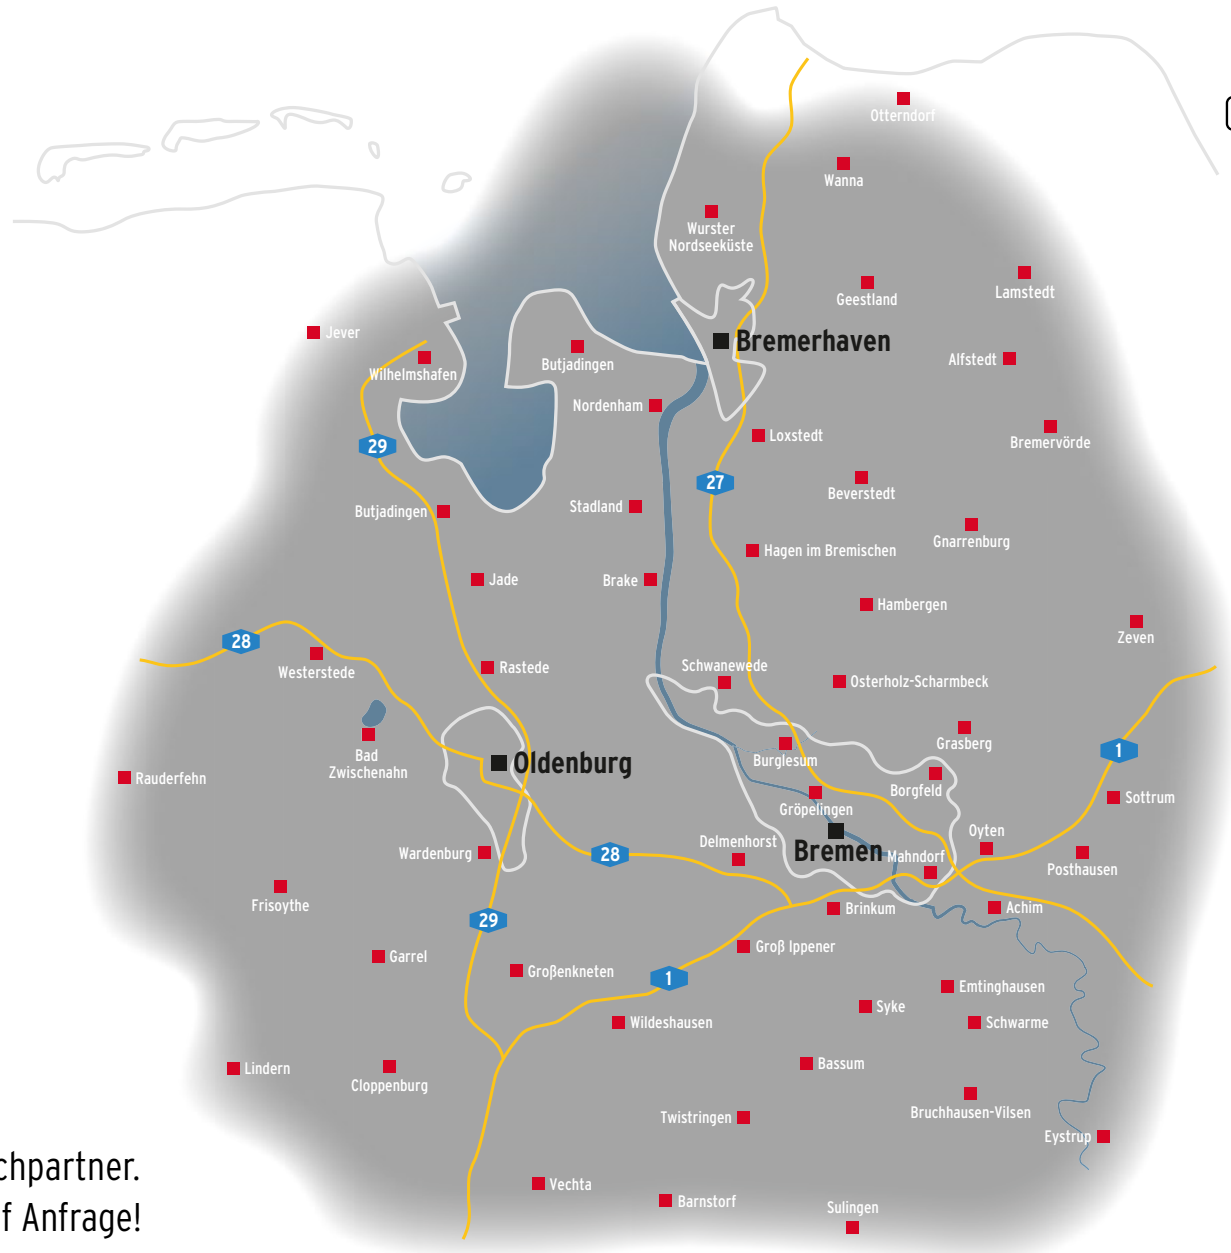 Otterndorf
Wanna
Wurster
Nordseeküste
Lamstedt
Geestland
Jever
Bremerhaven
Wilhelmshafen
Butjadingen
Alfstedt
Nordenham
Loxstedt
Bremervörde
29
27
Beverstedt
Butjadingen
Stadland
Gnarrenburg
Hagen im Bremischen
Jade
Brake
Hambergen
28
Zeven
Westerstede
Rastede
Schwanewede
Osterholz-Scharmbeck
Grasberg
1
Bad
Zwischenahn
Oldenburg
Burglesum
Rauderfehn
Borgfeld
Sottrum
Gröpelingen
Oyten
Delmenhorst
Bremen
Mahndorf
Wardenburg
28
Posthausen
Frisoythe
Brinkum
Achim
29
Groß Ippener
Garrel
Großenkneten
1
Emtinghausen
Syke
Wildeshausen
Schwarme
Lindern
Cloppenburg
Bassum
Bruchhausen-Vilsen
Twistringen
Eystrup
chpartner.
Vechta
Barnstorf
Sulingen
f Anfrage!